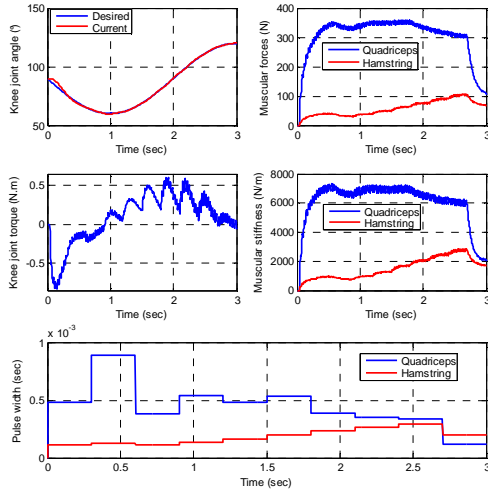 150
100
50
0
1
2
3
Knee joint angle (º)
Time (sec)
Desired
Current
400
300
200
100
0
0
1
2
3
Muscular forces (N)
Time (sec)
Quadriceps
Hamstring
0.5
0
-0.5
0
1
2
3
Knee joint torque (N.m)
Time (sec)
8000
6000
4000
2000
0
0
1
2
3
Muscular stiffness (N/m)
Time (sec)
Quadriceps
Hamstring
x 10-3
1
0.5
0
0
0.5
1
1.5
2
2.5
3
Pulse width (sec)
Time (sec)
Quadriceps
Hamstring